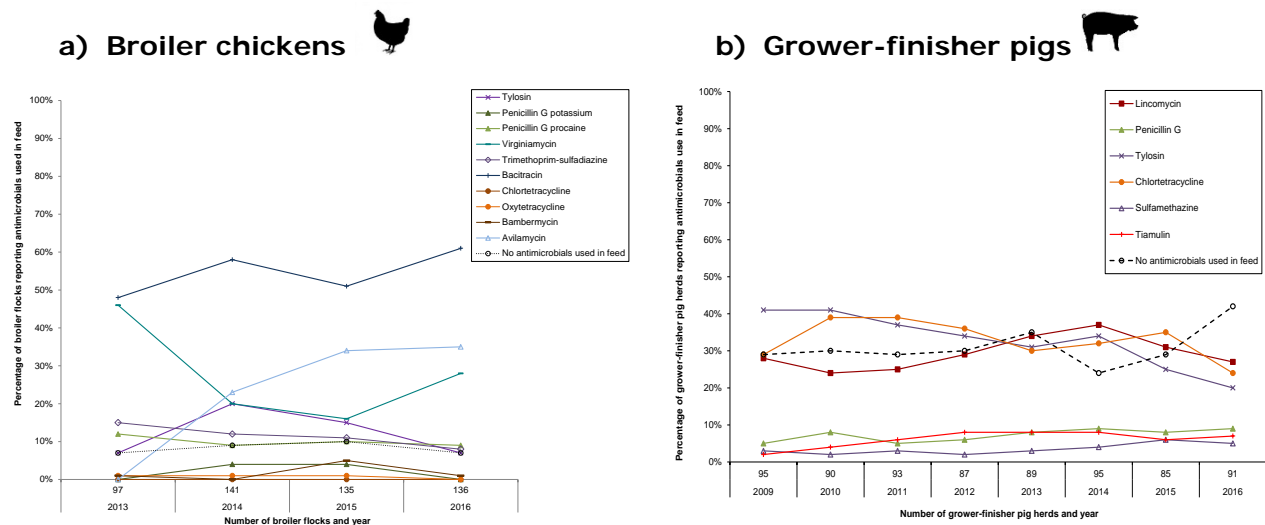 a) Broiler chickens
Percentage of broiler flocks reporting antimicrobials used in feed
100%
90%
80%
70%
60%
50%
40%
30%
20%
10%
0%
Tylosin
Penicillin G potassium
Penicillin G procaine
Virginiamycin
Trimethoprim-sulfadiazine
Bacitracin
Chlortetracycline
Oxytetracycline
Bambermycin
Avilamycin
No antimicrobials used in feed
97 141 135 136
2013 2014 2015 2016
Number of broiler flocks and year
b) Grower-finisher pigs
Percentage of grower-finisher pig herds reporting antimicrobials use in feed
100%
90%
80%
70%
60%
50%
40%
30%
20%
10%
0%
Lincomycin
Penicillin G
Tylosin
Chlortetracycline
Sulfamethazine
Tiamulin
No antimicrobials used in feed
95 90 93 87 89 95 85 91
2009 2010 2011 2012 2013 2014 2015 2016
Number of grower-finisher pig herds and year